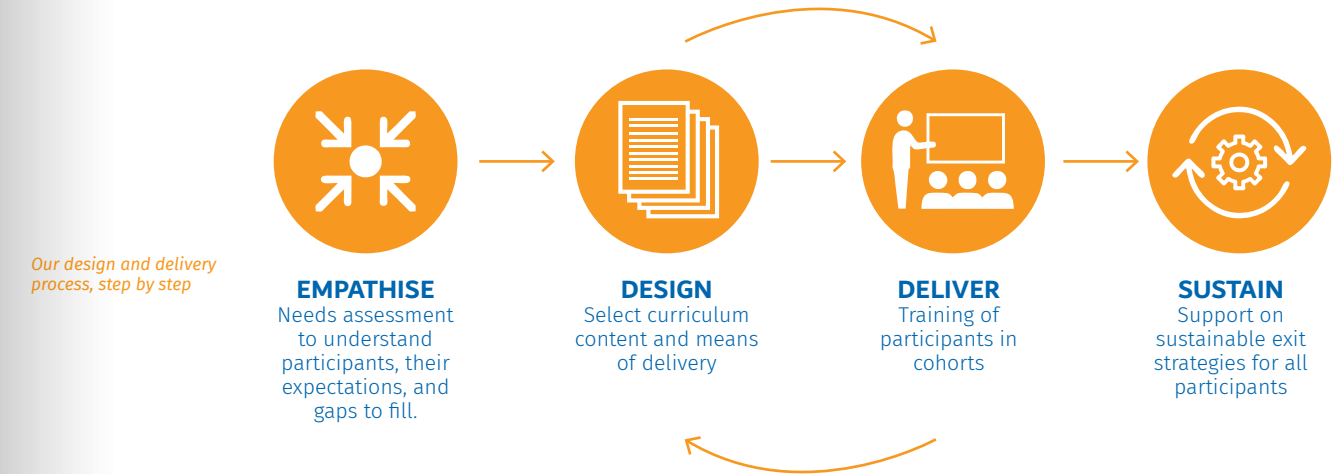 Our design and delivery
process, step by step
EMPATHISE
Needs assessment
to understand
participants, their
expectations, and
gaps to fill.
DESIGN
Select curriculum
content and means
of delivery
DELIVER
Training of
participants in
cohorts
SUSTAIN
Support on
sustainable exit
strategies for all
participants